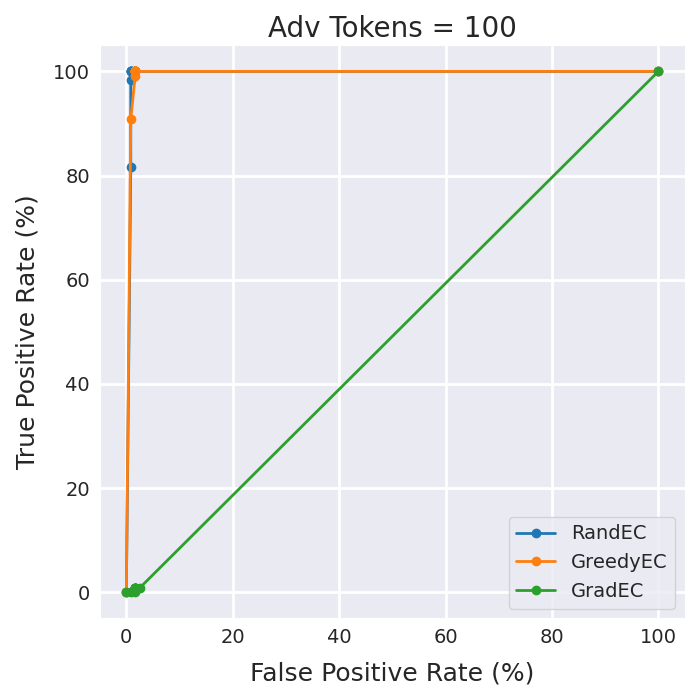 Adv Tokens = 100
True Positive Rate (%)
100
80
60
40
20
0
RandEC
GreedyEC
GradEC
0 20 40 60 80 100
False Positive Rate (%)